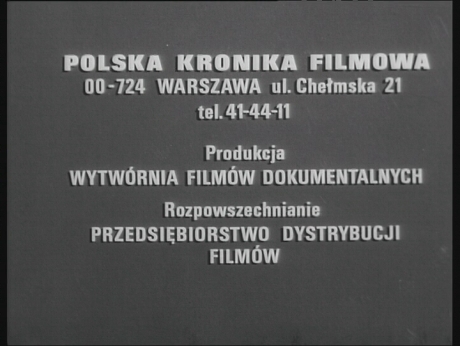 POLSKA KRONIKA FILMOWA
00-724 WARSZAWA ul. Chełmska 21
tel. 41-44-11
Produkcja
WYTWÓRNIA FILMÓW DOKUMENTALNYCH
Rozpowszechnianie
PRZEDSIĘBIORSTWO DYSTRYBUCJI
FILMÓW